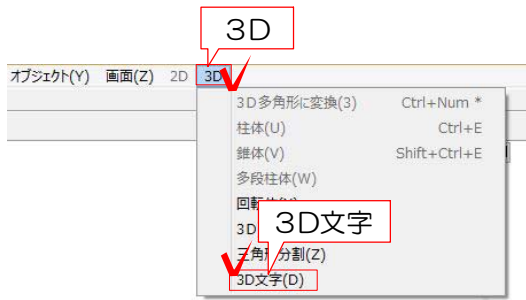 3D
オブジェクト(Y) 画面(Z) 2D 3D
3D多角形に変換(3) Ctrl+Num *
柱体(U) Ctrl+E
錐体(V) Shift+Ctrl+E
多段柱体(W)
3D文字
3D
分割(Z)
3D文字(D)